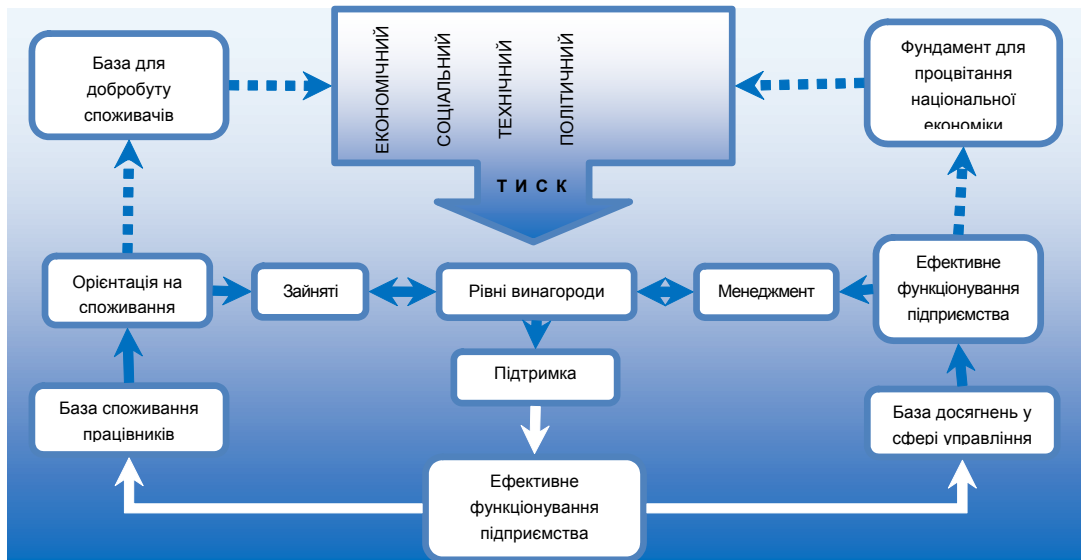 База для
добробуту
споживачів
ЕКОНОМІЧНИЙ
СОЦІАЛЬНИЙ
ТЕХНІЧНИЙ
ПОЛІТИЧНИЙ
ТИСК
Фундамент для
процвітання
національної
економіки
Орієнтація на
споживання
Зайняті
Рівні винагороди
Менеджмент
Ефективне
функціонування
підприємства
Підтримка
База споживання
працівників
База досягнень у
сфері управління
Ефективне
функціонування
підприємства